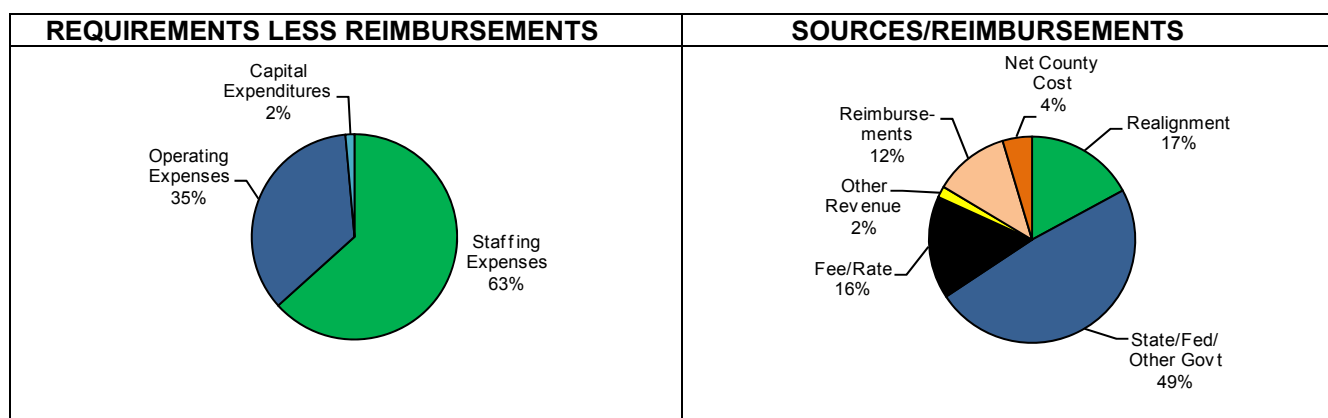 REQUIREMENTS LESS REIMBURSEMENTS
Capital
Expenditures
2%
Operating
Expenses
35%
Staffing
Expenses
63%
SOURCES/REIMBURSEMENTS
Net County
Cost
4%
Reimburse-
ments
12%
Realignment
17%
Other
Revenue
2%
Fee/Rate
16%
State/Fed/
Other Govt
49%